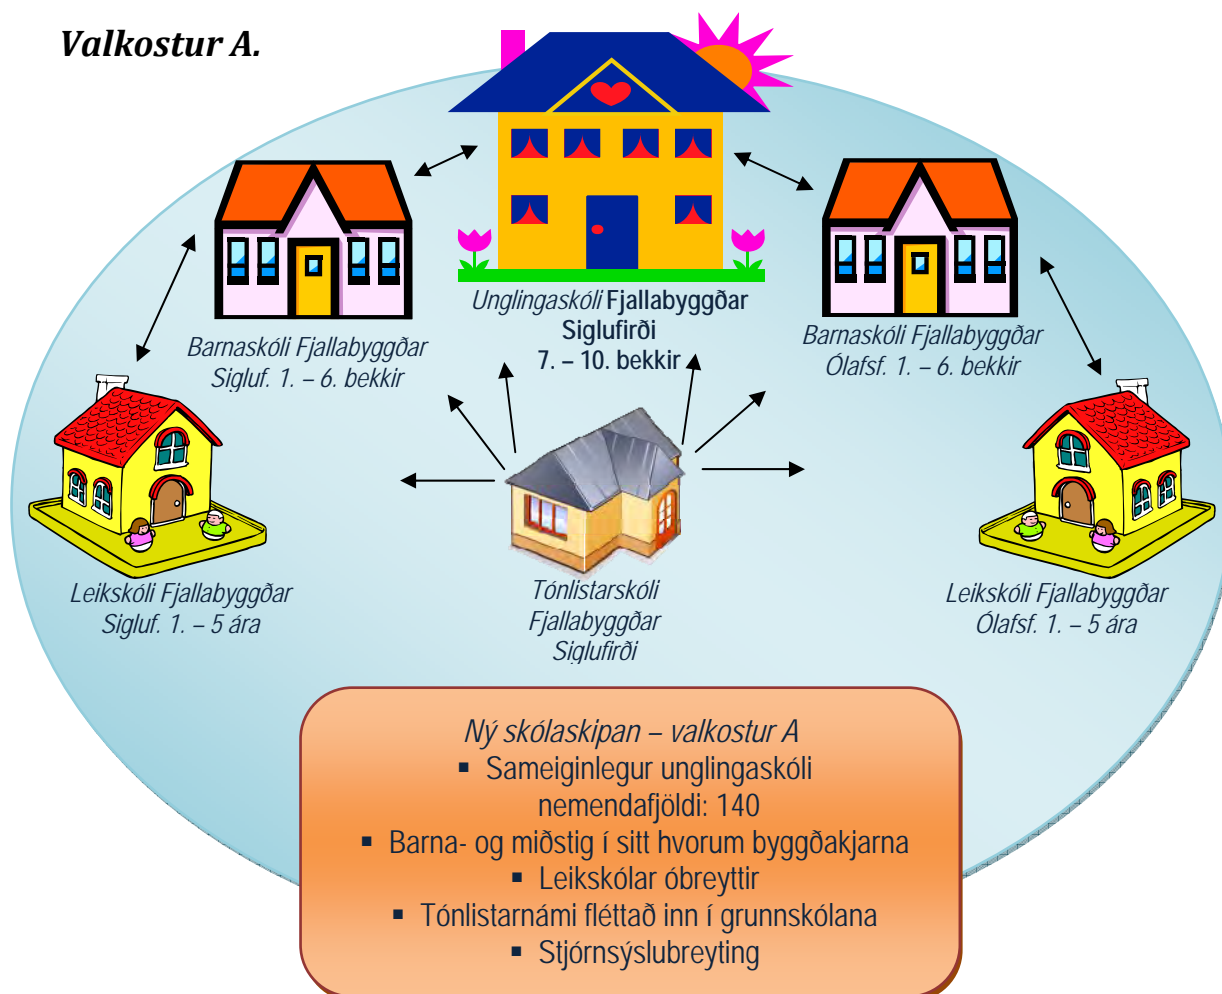 Valkostur A.
Unglingaskóli Fjallabyggðar
Siglufirði
7. – 10. bekkir
Barnaskóli Fjallabyggðar
Sigluf. 1. – 6. bekkir
Barnaskóli Fjallabyggðar
Ólafsf. 1. – 6. bekkir
Leikskóli Fjallabyggðar
Sigluf. 1. – 5 ára
Tónlistarskóli
Fjallabyggðar
Siglufirði
Leikskóli Fjallabyggðar
Ólafsf. 1. – 5 ára
Ný skólaskipan – valkostur A
▪ Sameiginlegur unglingaskóli
nemendafjöldi: 140
▪ Barna- og miðstig í sitt hvorum byggðakjarna
▪ Leikskólar óbreyttir
▪ Tónlistarnámi fléttað inn í grunnskólana
▪ Stjórnsýslubreyting